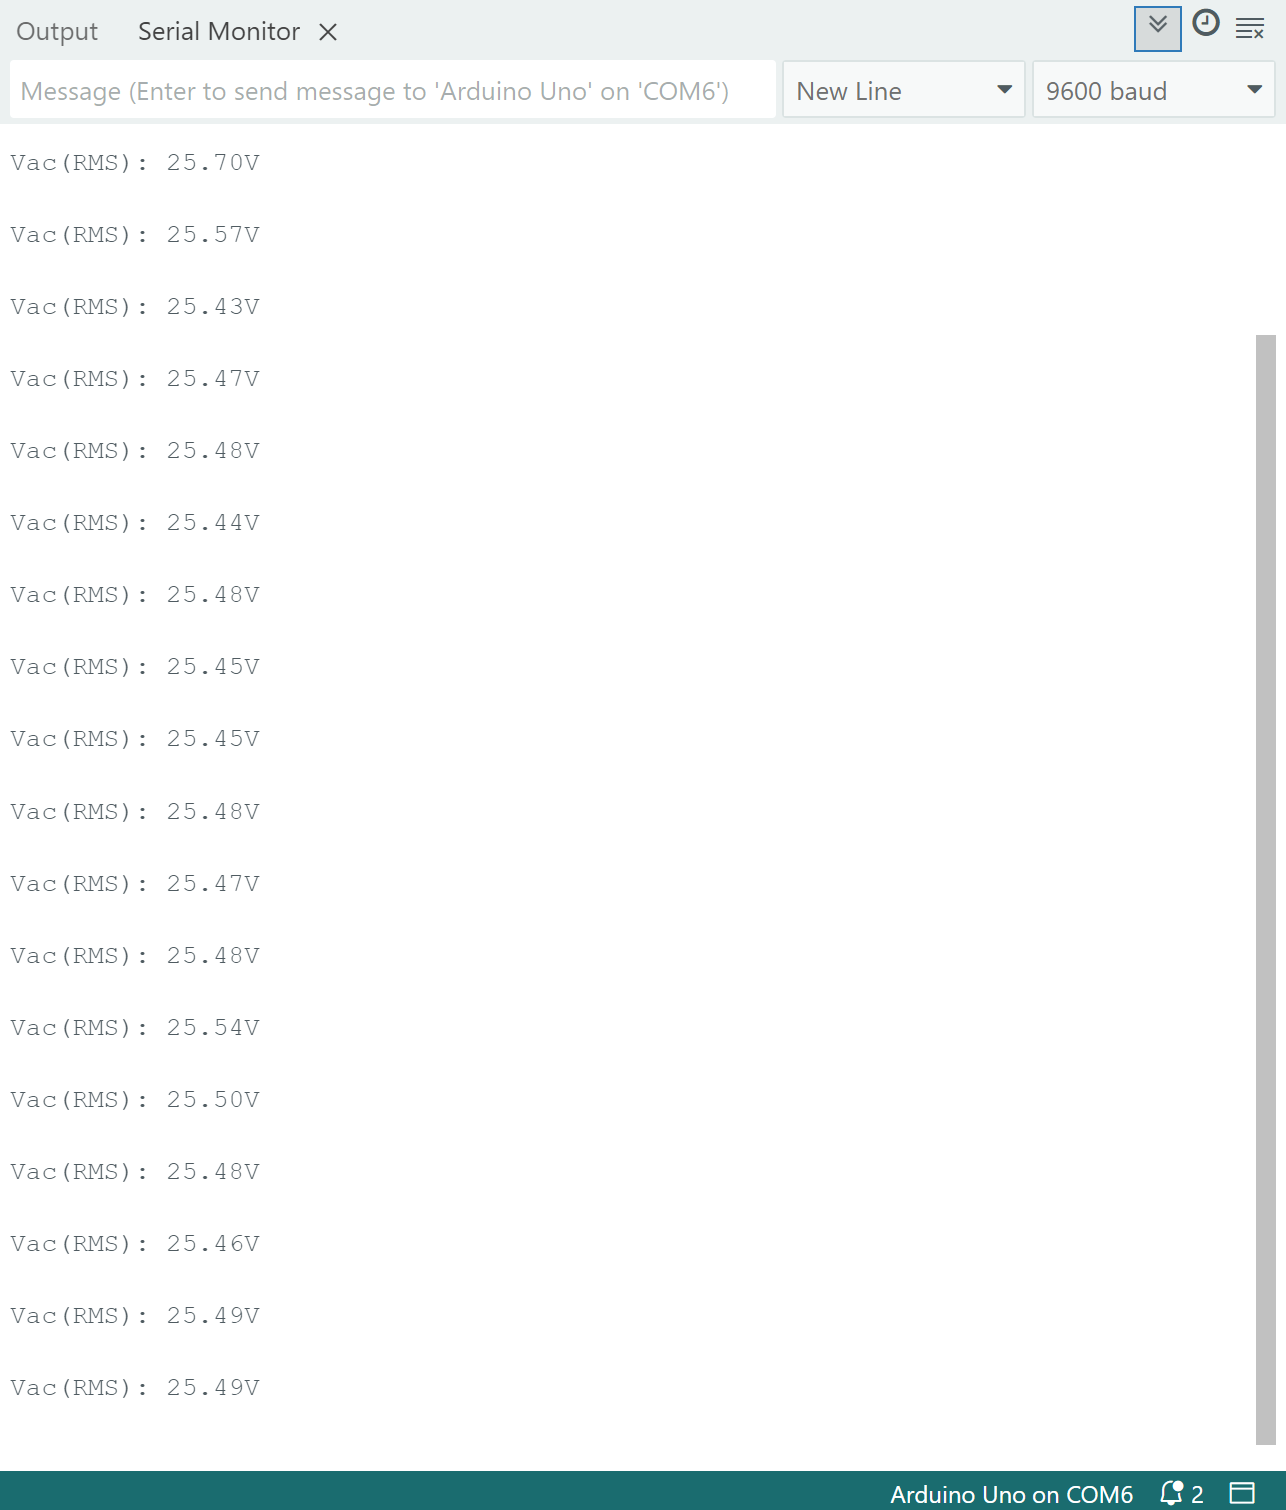 Output Serial Monitor
Message (Enter to send message to 'Arduino Uno' on 'COM6') New Line 9600 baud
Vac(RMS): 25.70V
Vac(RMS): 25.57V
Vac(RMS): 25.43V
Vac(RMS): 25.47V
Vac(RMS): 25.48V
Vac(RMS): 25.44V
Vac(RMS): 25.48V
Vac(RMS): 25.45V
Vac(RMS): 25.45V
Vac(RMS): 25.48V
Vac(RMS): 25.47V
Vac(RMS): 25.48V
Vac(RMS): 25.54V
Vac(RMS): 25.50V
Vac(RMS): 25.48V
Vac(RMS): 25.46V
Vac(RMS): 25.49V
Vac(RMS): 25.49V
Arduino Uno on COM6 2